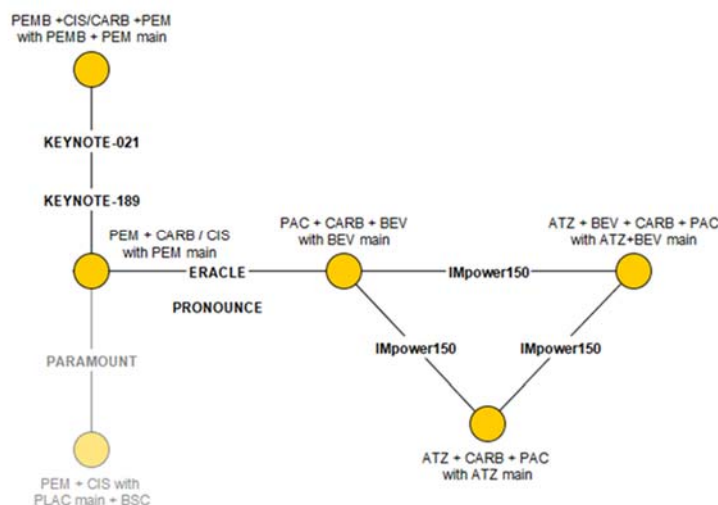 PEMB +CIS/CARB +PEM
with PEMB + PEM main
KEYNOTE-021
KEYNOTE-189
PEM + CARB / CIS
with PEM main
PAC + CARB + BEV
with BEV main
ATZ + BEV + CARB + PAC
with ATZ+BEV main
ERACLE
IMpower150
PRONOUNCE
IMpower150
IMpower150
PARAMOUNT
ATZ + CARB + PAC
with ATZ main
PEM + CIS with
PLAC main + BSC